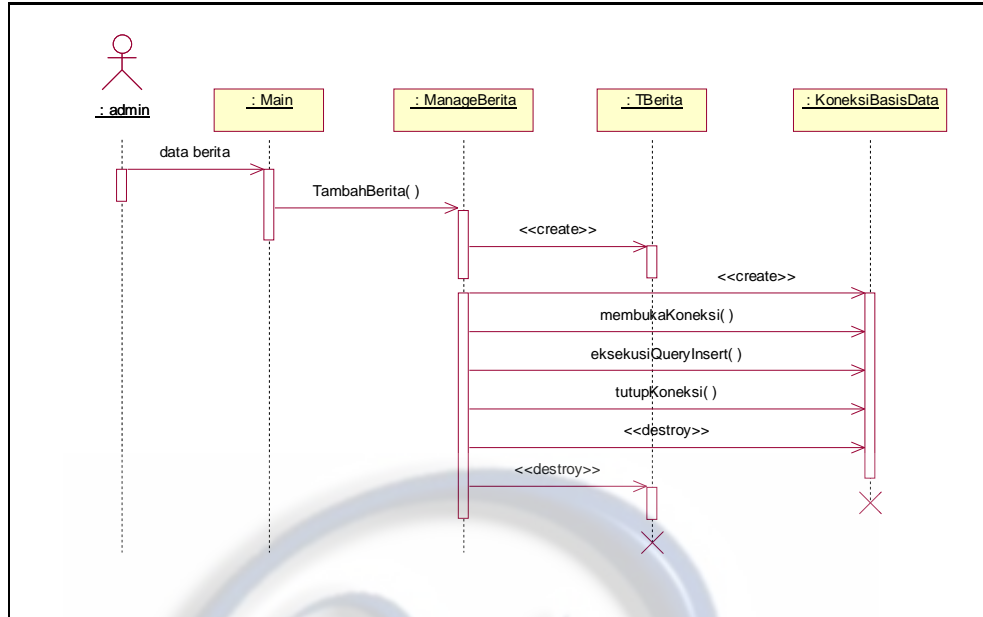 : admin
: Main
: ManageBerita
: TBerita
: KoneksiBasisData
data berita
TambahBerita( )
<<create>>
<<create>>
membukaKoneksi( )
eksekusiQueryInsert( )
tutupKoneksi( )
<<destroy>>
<<destroy>>